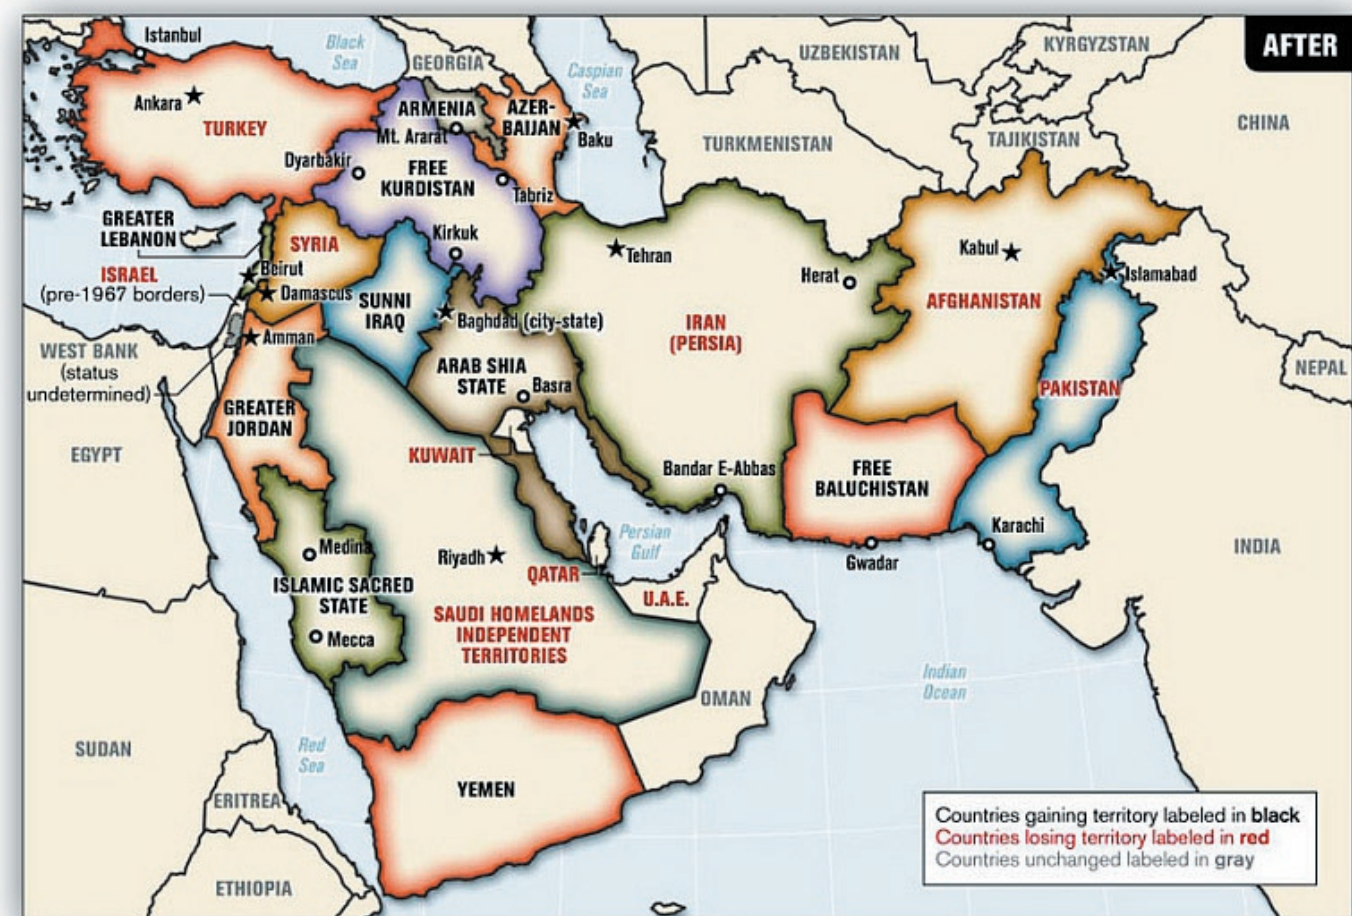 AFTER
Istanbul
Black
Sea
GEORGIA
Caspian
Sea
UZBEKISTAN
KYRGYZSTAN
Ankara
TURKEY
ARMENIA
AZER-
BAIJAN
Baku
TURKMENISTAN
TAJIKISTAN
CHINA
Mt. Ararat
Dyarbakir
FREE
KURDISTAN
Tabriz
GREATER
LEBANON
SYRIA
Kirkuk
Tehran
Herat
Kabul
Islamabad
ISRAEL
(pre-1967 borders)
Beirut
Damascus
SUNNI
IRAQ
AFGHANISTAN
Baghdad (city-state)
IRAN
(PERSIA)
WEST BANK
(status
undetermined)
Amman
ARAB SHIA
STATE
Basra
PAKISTAN
NEPAL
GREATER
JORDAN
EGYPT
KUWAIT
Bandar E-Abbas
FREE
BALUCHISTAN
Karachi
Medina
Riyadh
Persian
Gulf
Gwadar
INDIA
QATAR
ISLAMIC SACRED
STATE
U.A.E.
SAUDI HOMELANDS
INDEPENDENT
TERRITORIES
Mecca
Indian
Ocean
OMAN
SUDAN
Red
Sea
YEMEN
ERITREA
ETHIOPIA
Countries gaining territory labeled in black
Countries losing territory labeled in red
Countries unchanged labeled in gray